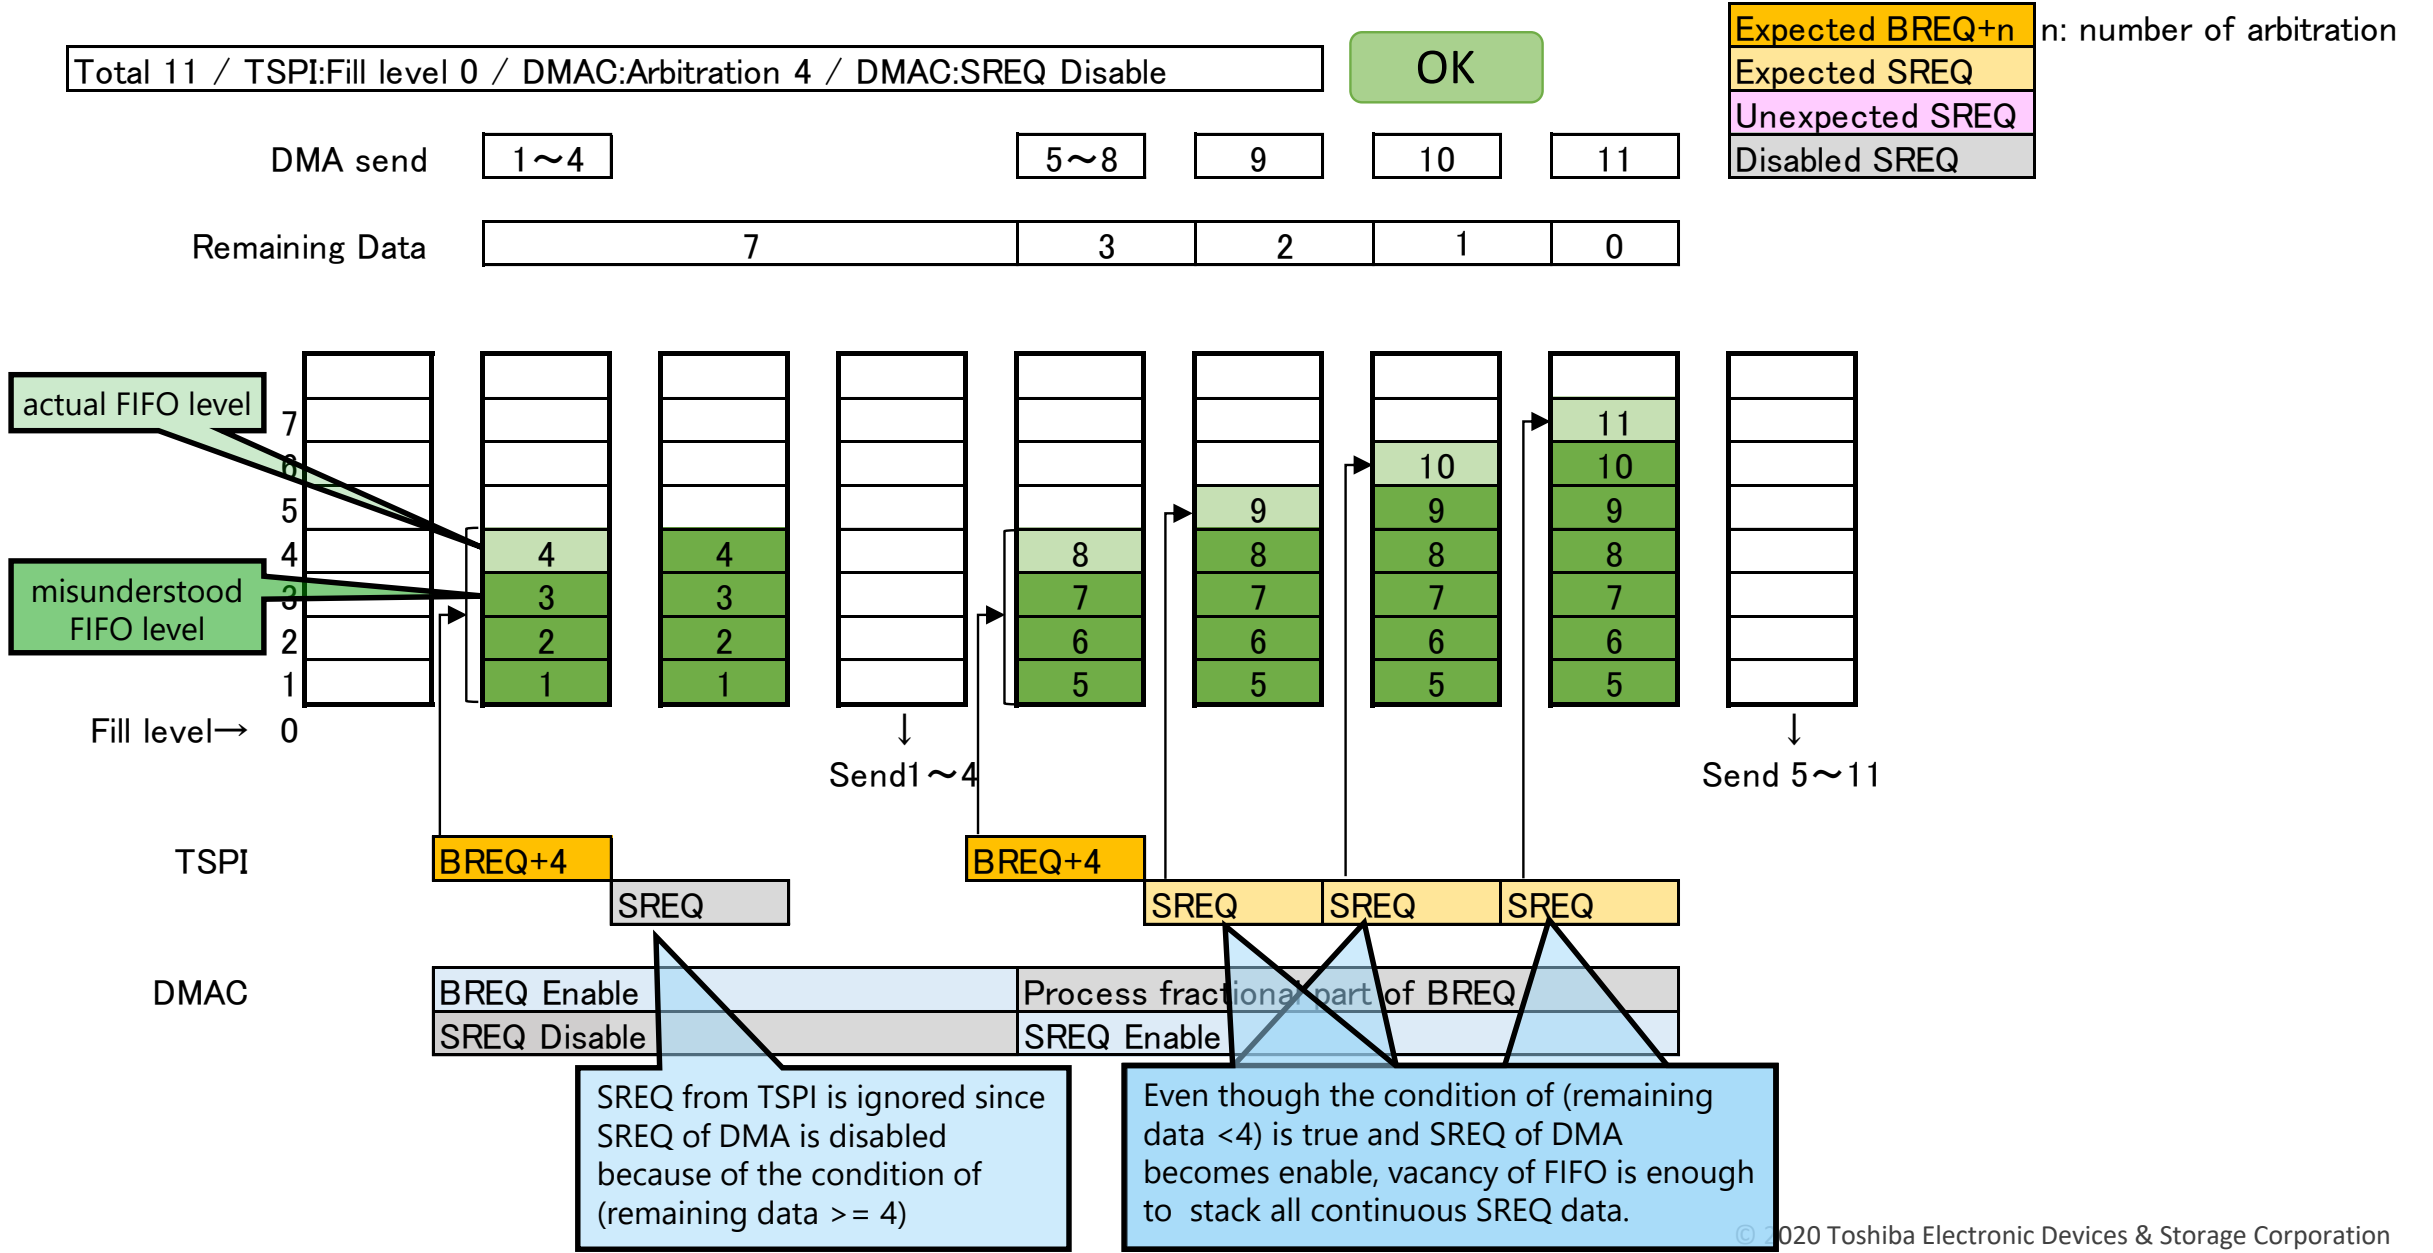 Expected BREQ+n n: number of arbitration
Total 11 / TSPI:Fill level 0 / DMAC:Arbitration 4 / DMAC:SREQ Disable
OK
Expected SREQ
Unexpected SREQ
Disabled SREQ
DMA send 1～4 5～8 9 10 11
Remaining Data 7 3 2 1 0
actual FIFO level
misunderstood
FIFO level
7 11
6 10 10
5 9 9 9
4 4 4 8 8 8 8
3 3 3 7 7 7 7
2 2 2 6 6 6 6
1 1 1 5 5 5 5
Fill level→ 0
↓ ↓
Send1～4 Send 5～11
TSPI BREQ+4 BREQ+4
SREQ SREQ SREQ SREQ
DMAC BREQ Enable Process fractional part of BREQ
SREQ Disable SREQ Enable
SREQ from TSPI is ignored since
SREQ of DMA is disabled
because of the condition of
(remaining data >= 4)
Even though the condition of (remaining
data <4) is true and SREQ of DMA
becomes enable, vacancy of FIFO is enough
to stack all continuous SREQ data.
© 2020 Toshiba Electronic Devices & Storage Corporation